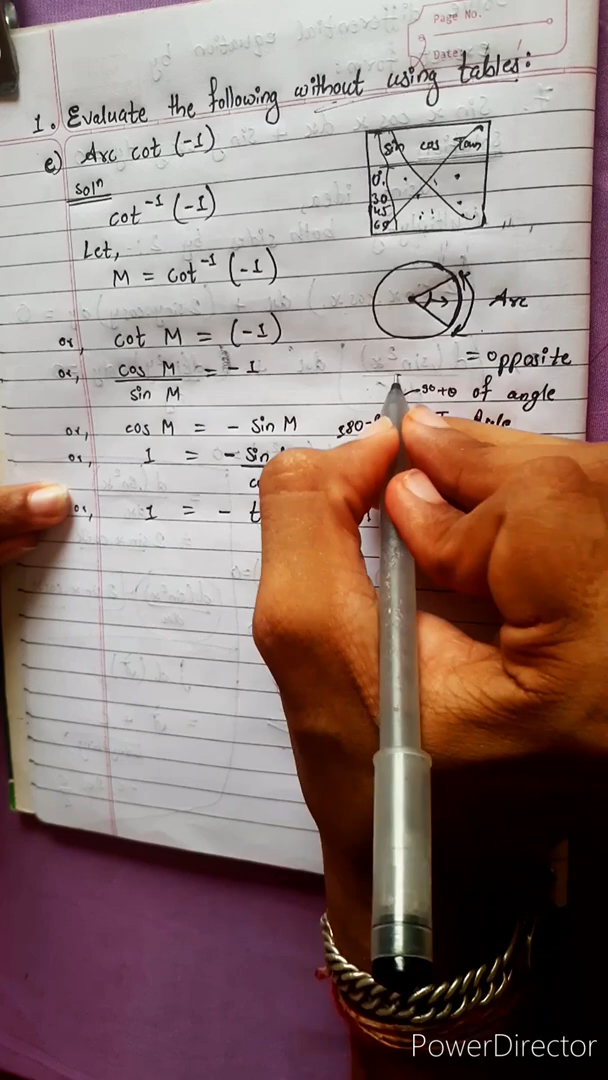 Page No.
Date:
1. Evaluate the following without using tables:
e) Arc cot (-1)
Solⁿ
cot⁻¹ (-1)
Let,
M = cot⁻¹ (-1)
or, cot M = (-1)
or, cos M / sin M = -1
or, cos M = - sin M
or, 1 = - sin
or, 1 = - t
sin cos Tan
0°
30
45
60
Arc
= opposite
90+θ of angle
180-θ
PowerDirector